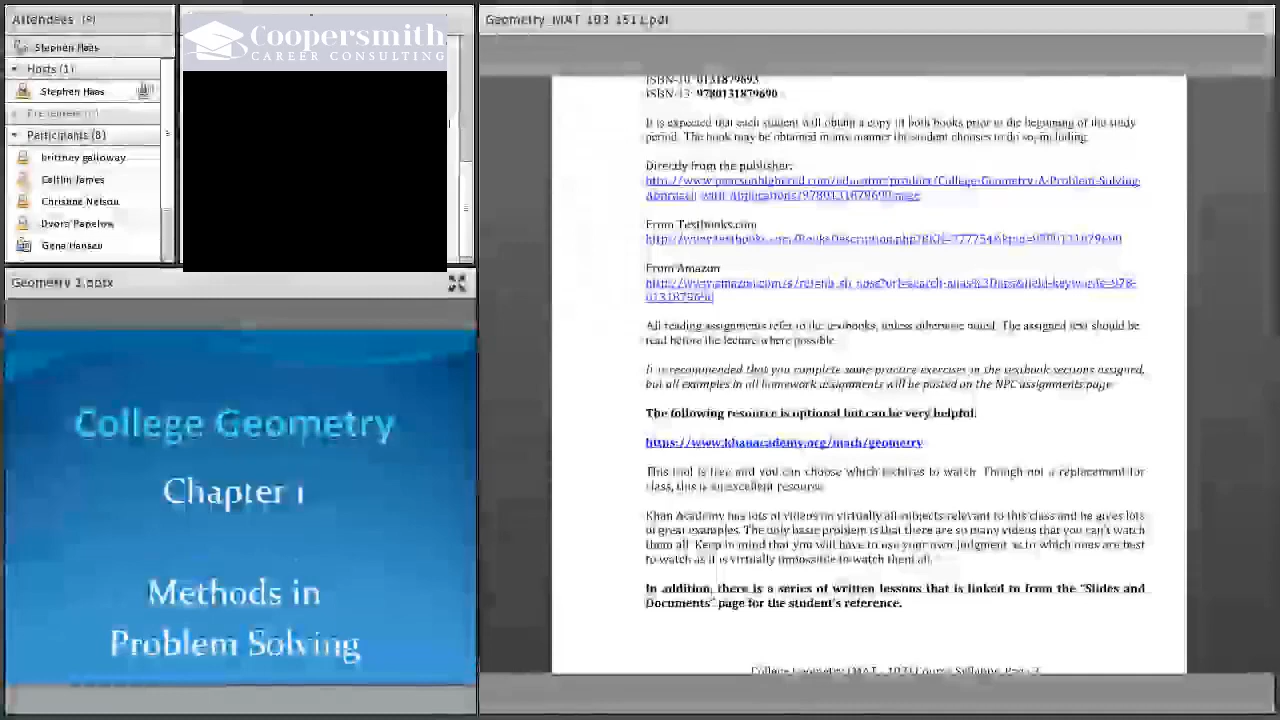 Attendees (9)
Stephen Haas
Hosts (1)
Stephen Haas
Participants (8)
brittney galloway
Caitlin James
Christine Nelson
Gena Hansen
Coopersmith
CAREER CONSULTING
Geometry 1.pptx
College Geometry
Chapter 1
Methods in
Problem Solving
Geometry MAT 103 1511.pdf
ISBN-10: 0131879693
ISBN-13: 9780131879690
It is expected that each student will obtain a copy of both books prior to the beginning of the study
period. The book may be obtained in any manner the student chooses to do so, including:
Directly from the publisher:
From Textbooks.com
From Amazon
All reading assignments refer to the textbooks, unless otherwise noted. The assigned text should be
read before the lecture where possible.
It is recommended that you complete some practice exercises in the textbook sections assigned,
but all examples in all homework assignments will be posted on the NPC assignments page
The following resource is optional but can be very helpful.
https://www.khanacademy.org/math/geometry
This tool is free and you can choose which lectures to watch. Though not a replacement for
class, this is an excellent resource.
Khan Academy has lots of videos on virtually all subjects relevant to this class and he gives lots
of great examples. The only basic problem is that there are so many videos that you can't watch
them all. Keep in mind that you will have to use your own judgment as to which ones are best
to watch as it is virtually impossible to watch them all.
In addition, there is a series of written lessons that is linked to from the "Slides and
Documents" page for the student's reference.